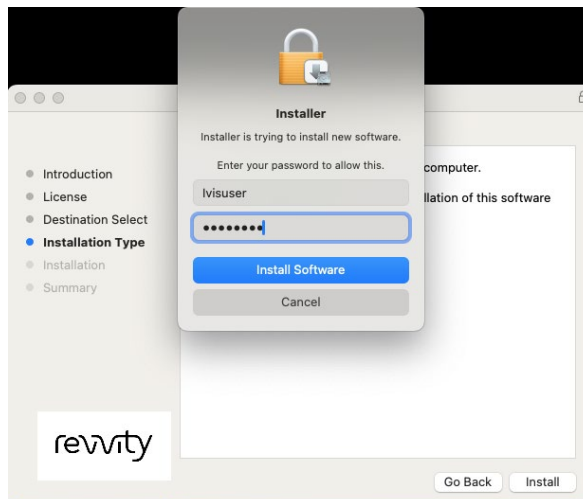 Installer
Installer is trying to install new software.
Enter your password to allow this.
lvisuser
••••••••
Install Software
Cancel
Introduction
License
Destination Select
Installation Type
Installation
Summary
computer.
llation of this software
revvity
Go Back
Install